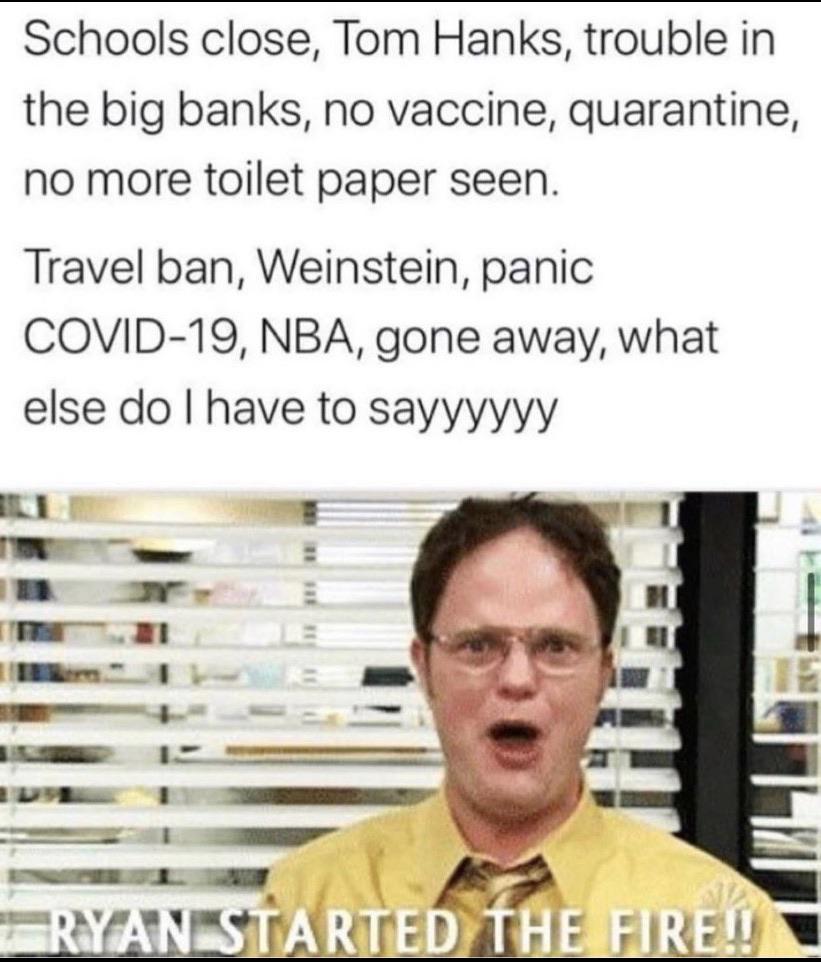 Schools close, Tom Hanks, trouble in
the big banks, no vaccine, quarantine,
no more toilet paper seen.
Travel ban, Weinstein, panic
COVID-19, NBA, gone away, what
else do I have to sayyyyyy
RYAN STARTED THE FIRE!!